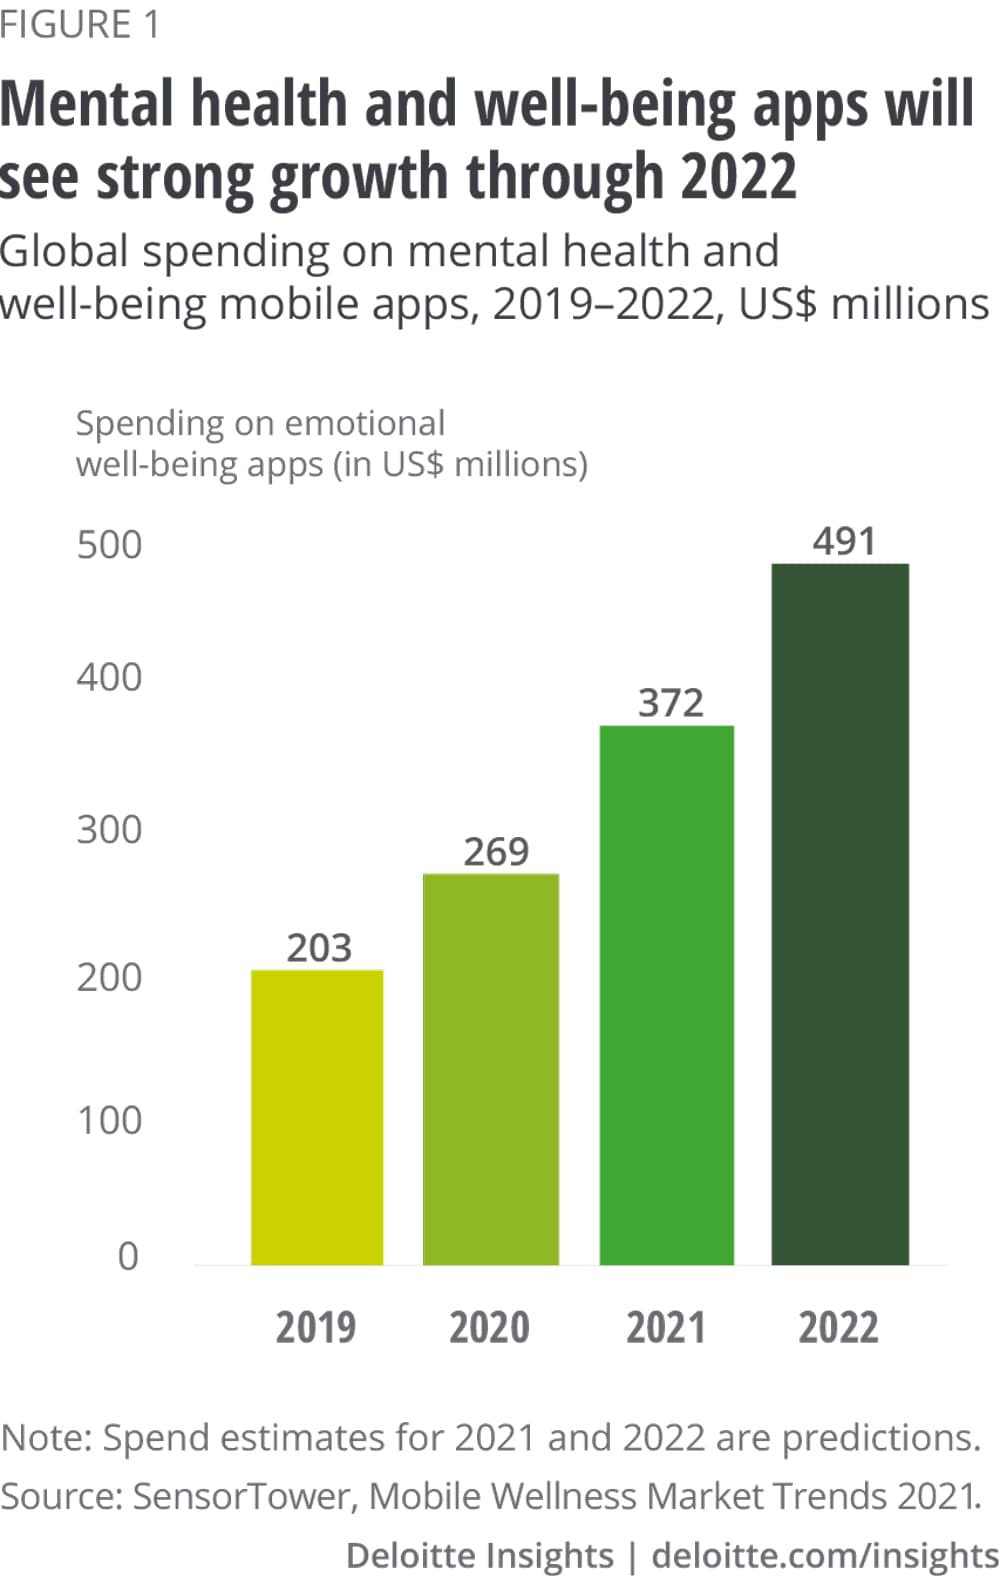 FIGURE 1
Mental health and well-being apps will
see strong growth through 2022
Global spending on mental health and
well-being mobile apps, 2019–2022, US$ millions
Spending on emotional
well-being apps (in US$ millions)
500
400
300
200
100
0
203
269
372
491
2019 2020 2021 2022
Note: Spend estimates for 2021 and 2022 are predictions.
Source: SensorTower, Mobile Wellness Market Trends 2021.
Deloitte Insights | deloitte.com/insights